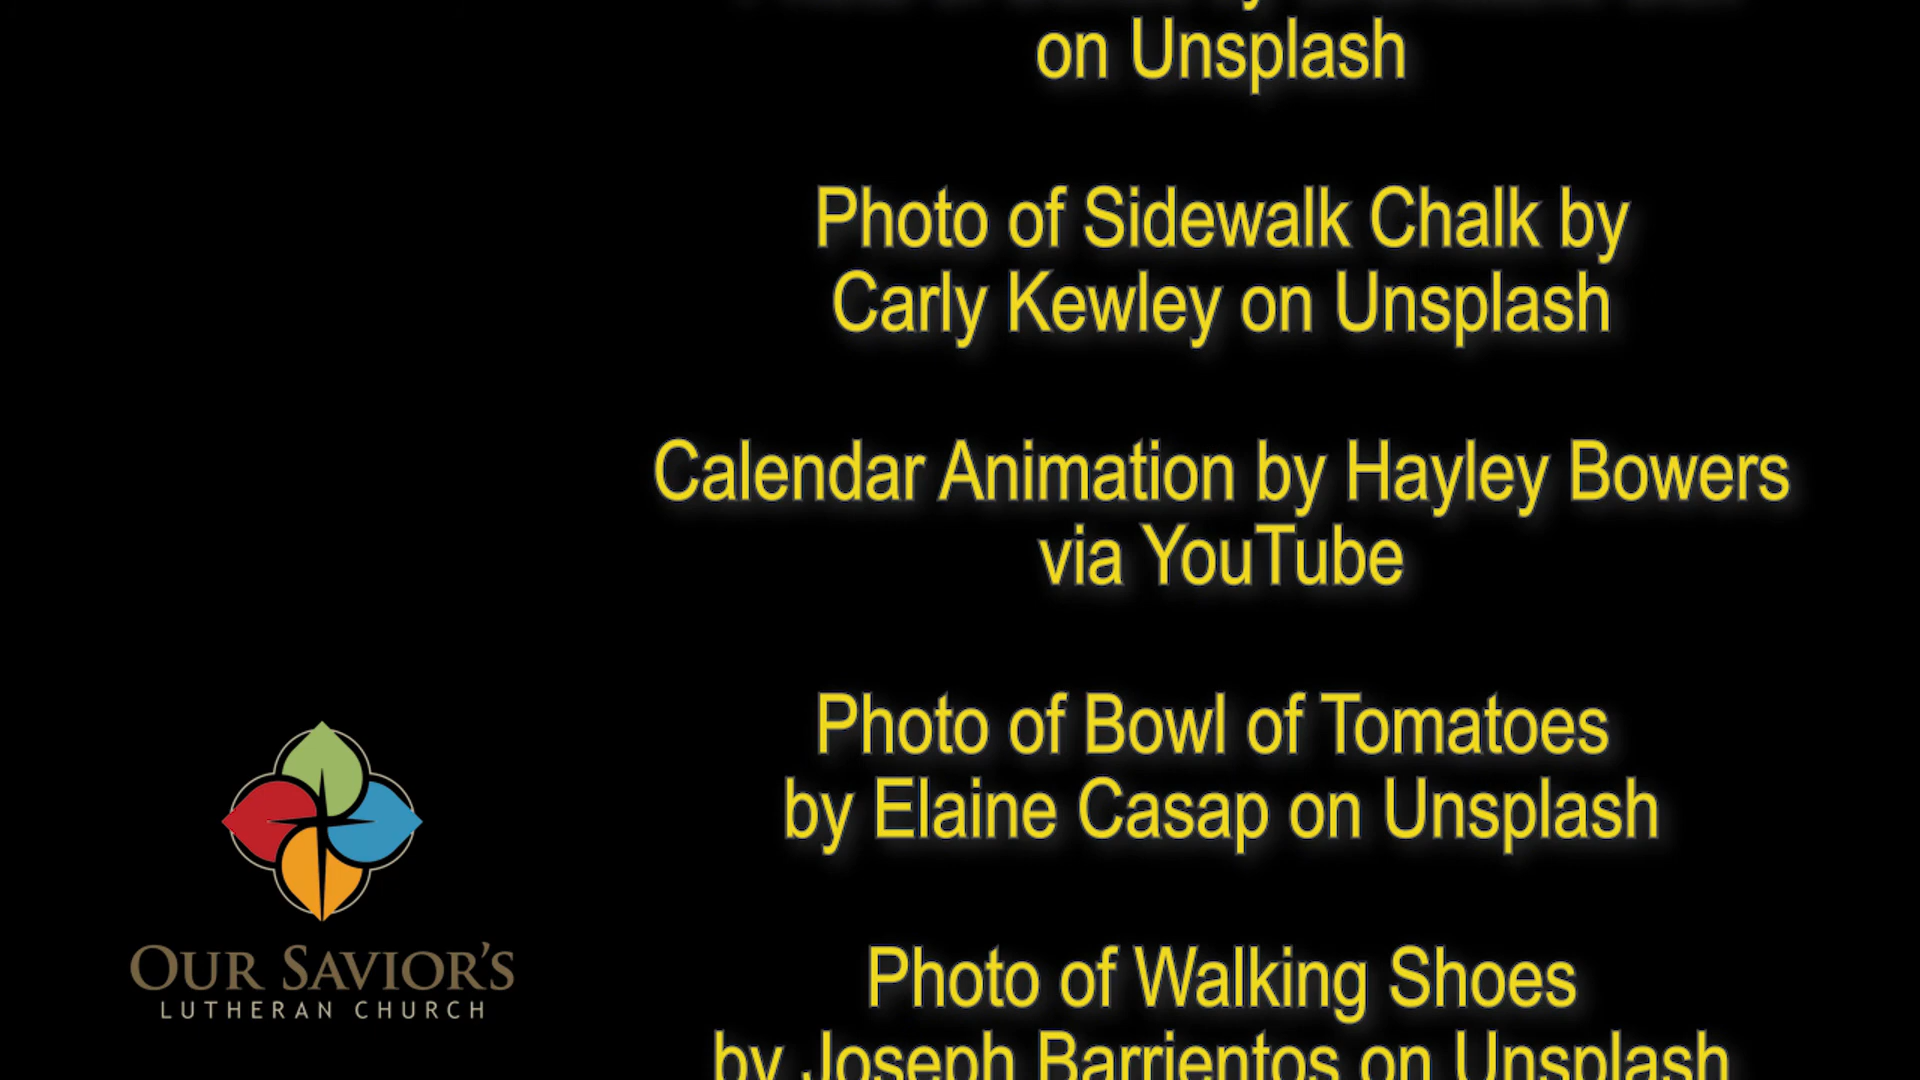 on Unsplash
Photo of Sidewalk Chalk by
Carly Kewley on Unsplash
Calendar Animation by Hayley Bowers
via YouTube
Photo of Bowl of Tomatoes
by Elaine Casap on Unsplash
Photo of Walking Shoes
by Joseph Barrientos on Unsplash
OUR SAVIOR'S
LUTHERAN CHURCH